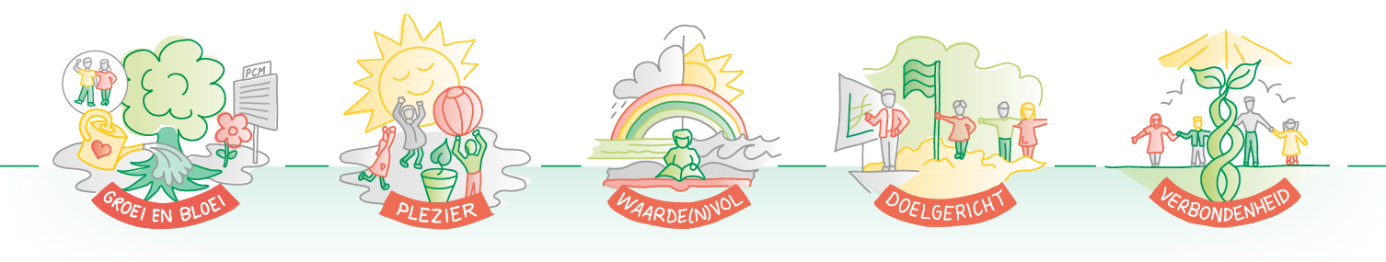 PCM
GROEI EN BLOEI
PLEZIER
WAARDE(N)VOL
DOELGERICHT
VERBONDENHEID